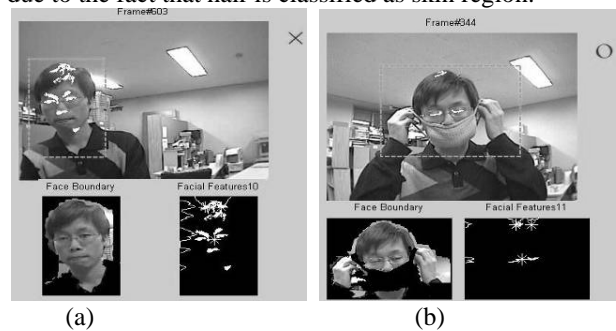 due to the fact that hair is classified as skin region.
Frame#603
Face Boundary
Facial Features10
(a)
Frame#344
Face Boundary
Facial Features11
(b)